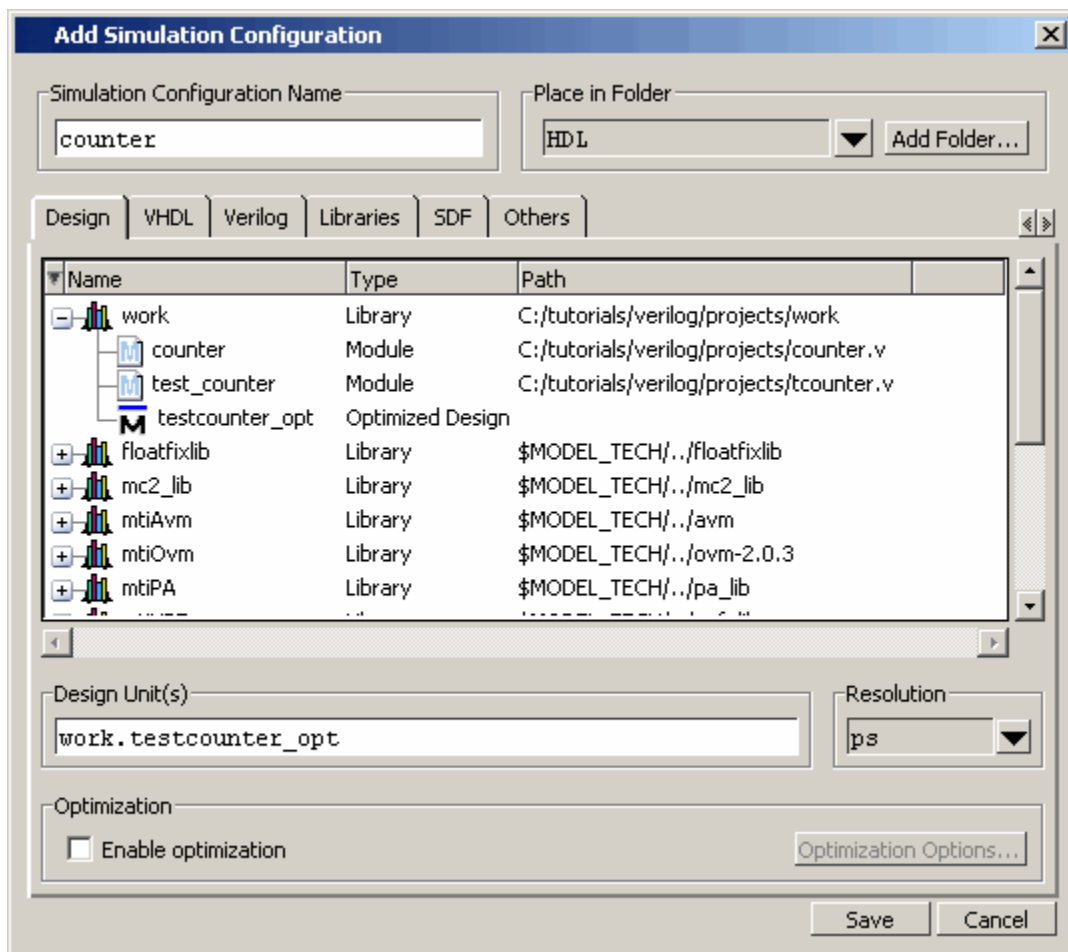 Add Simulation Configuration
Simulation Configuration Name
Place in Folder
counter
HDL
Add Folder...
Design VHDL Verilog Libraries SDF Others
Name Type Path
work Library C:/tutorials/verilog/projects/work
counter Module C:/tutorials/verilog/projects/counter.v
test_counter Module C:/tutorials/verilog/projects/tcounter.v
testcounter_opt Optimized Design
floatfixlib Library $MODEL_TECH/../floatfixlib
mc2_lib Library $MODEL_TECH/../mc2_lib
mtiAvm Library $MODEL_TECH/../avm
mtiOvm Library $MODEL_TECH/../ovm-2.0.3
mtiPA Library $MODEL_TECH/../pa_lib
Design Unit(s)
Resolution
work.testcounter_opt
ps
Optimization
Enable optimization
Optimization Options...
Save Cancel